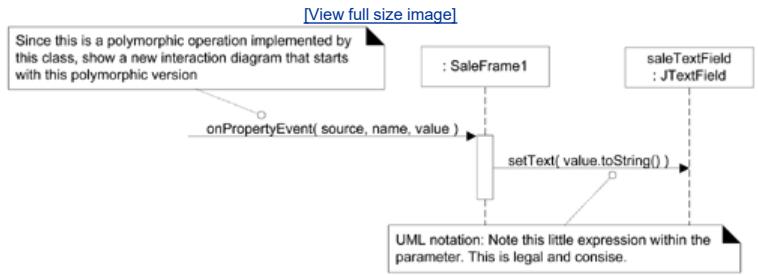 [View full size image]
Since this is a polymorphic operation implemented by
this class, show a new interaction diagram that starts
with this polymorphic version
: SaleFrame1
saleTextField
: JTextField
onPropertyEvent( source, name, value )
setText( value.toString() )
UML notation: Note this little expression within the
parameter. This is legal and consise.